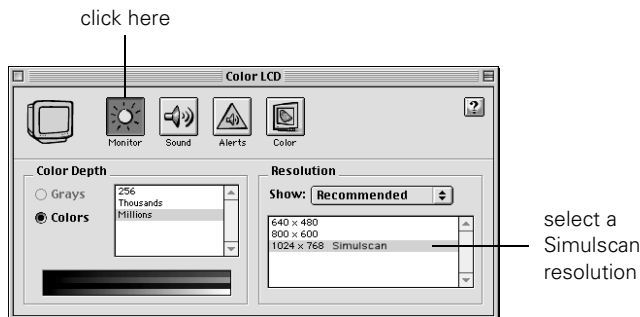 click here
Color LCD
?
Monitor Sound Alerts Color
Color Depth
Grays
Colors
256
Thousands
Millions
Resolution
Show: Recommended
640 x 480
800 x 600
1024 x 768 Simulscan
select a
Simulscan
resolution